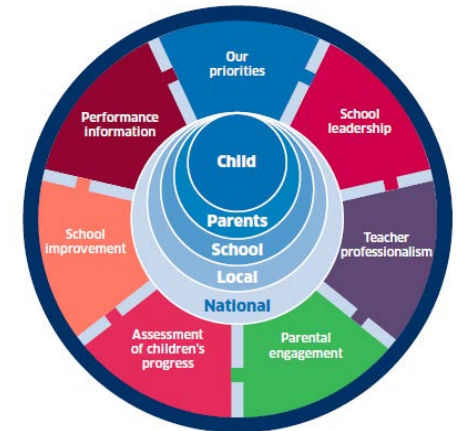 Our
priorities
School
leadership
Teacher
professionalism
Parental
engagement
Assessment
of children's
progress
School
improvement
Performance
information
Child
Parents
School
Local
National